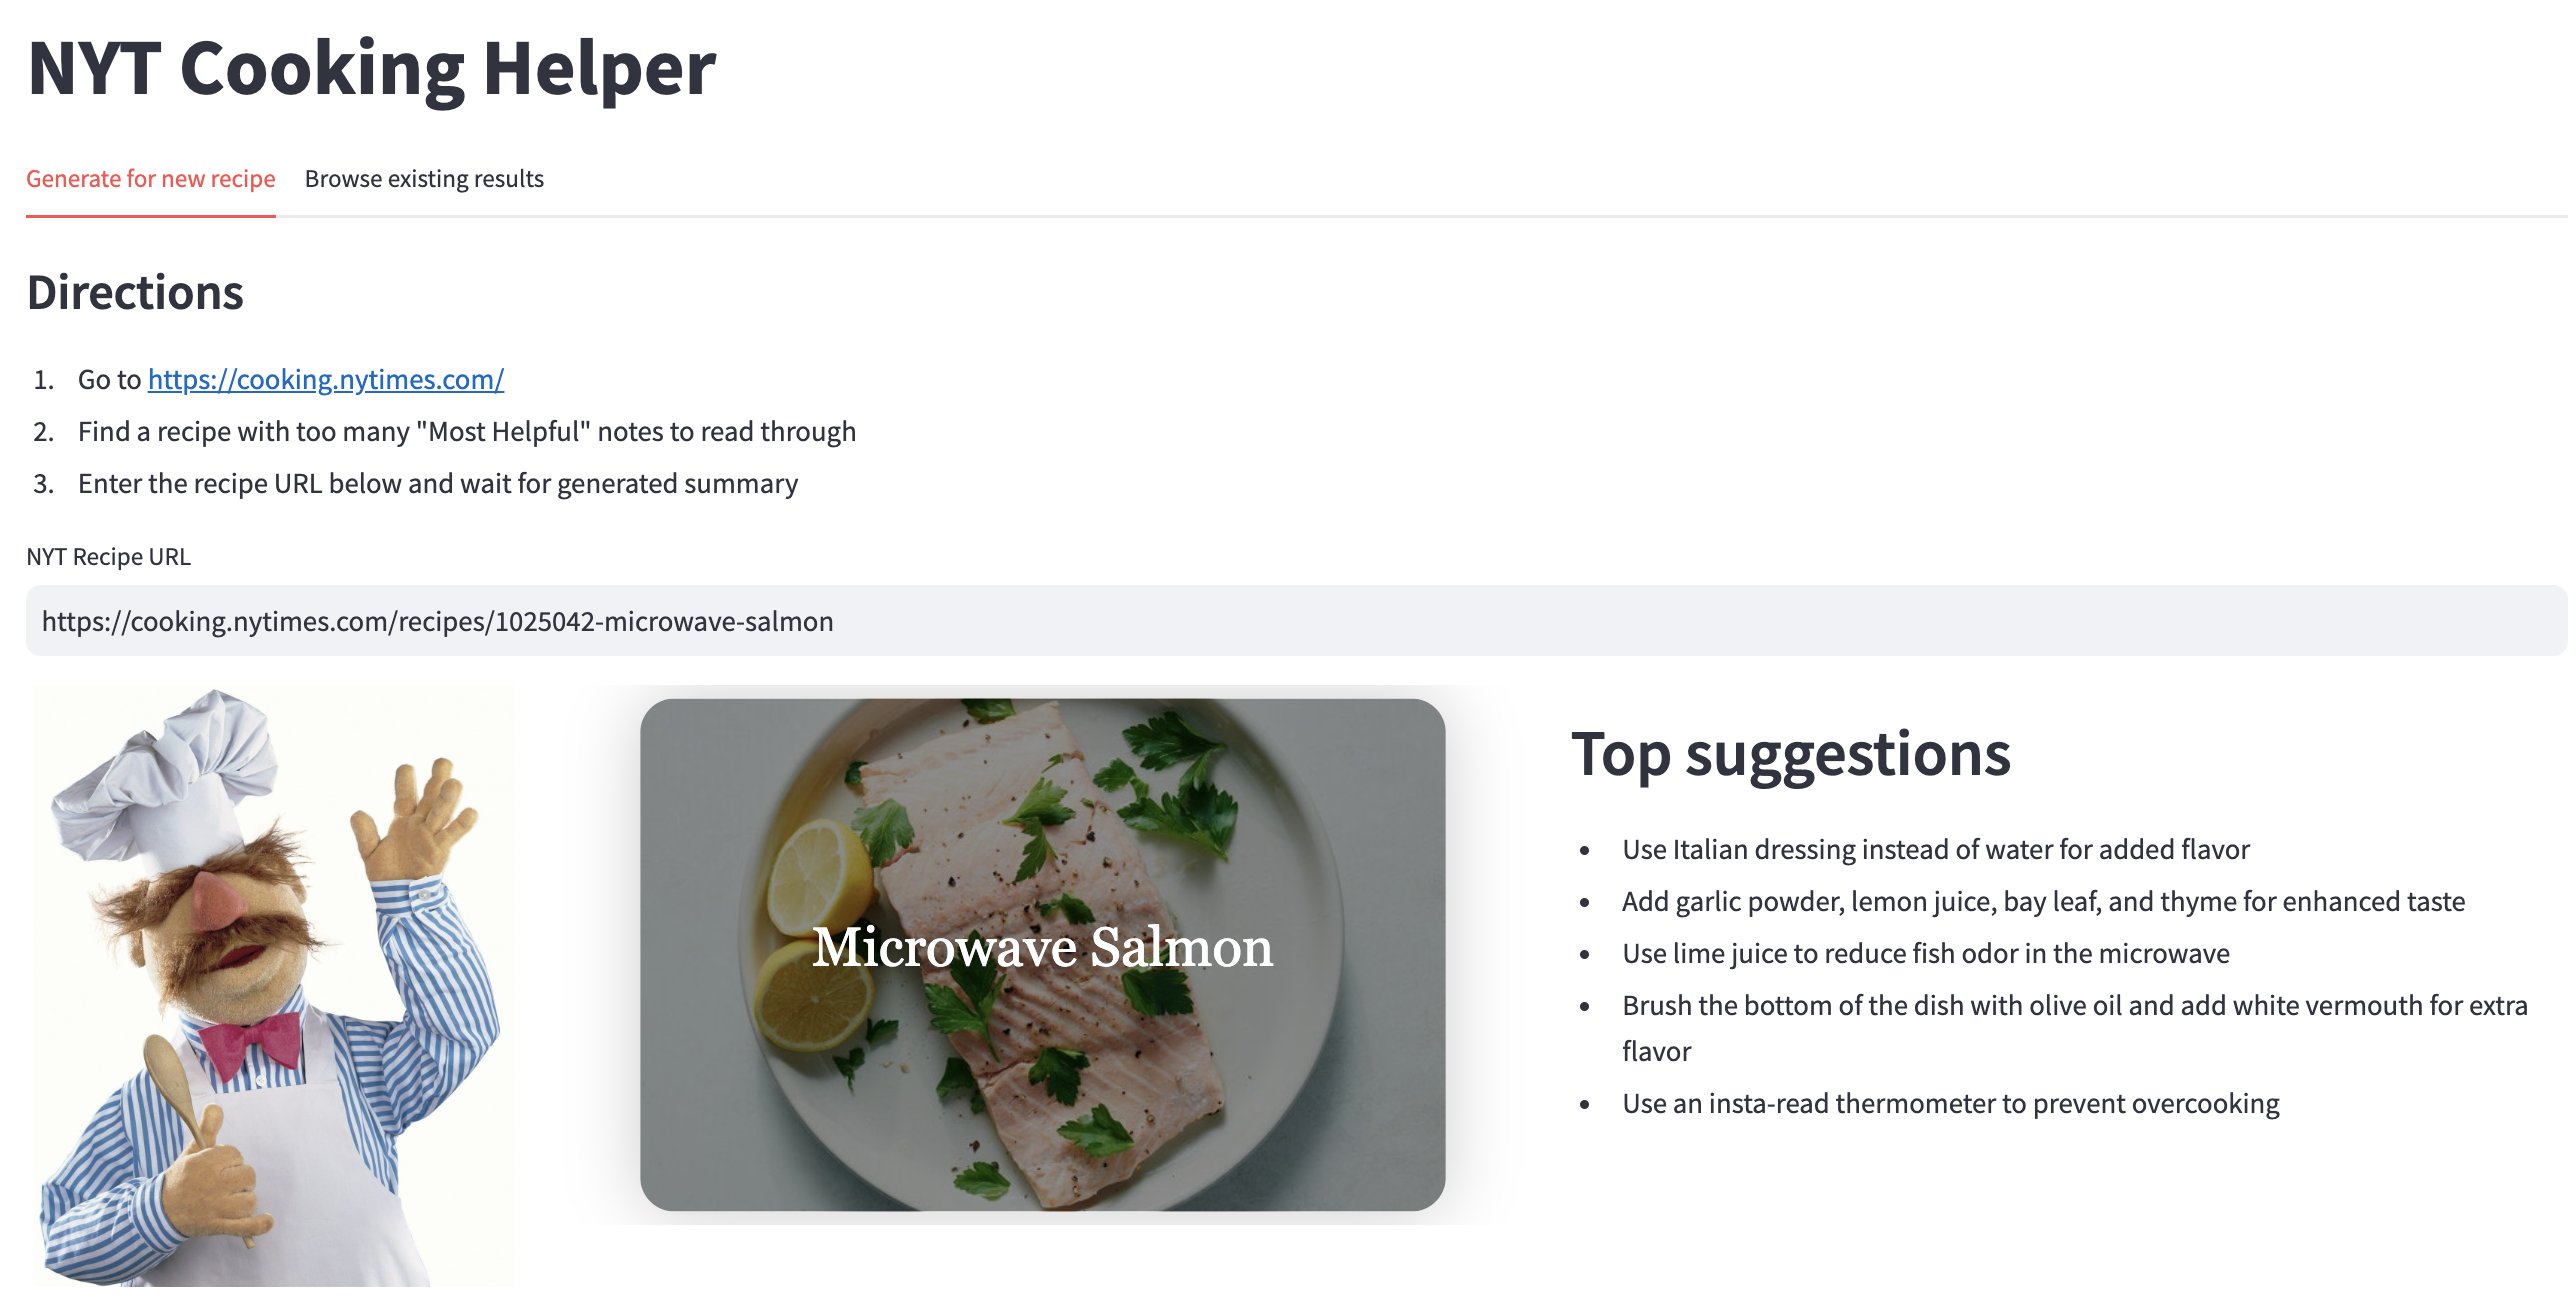 NYT Cooking Helper
Generate for new recipe
Browse existing results
Directions
1. Go to https://cooking.nytimes.com/
2. Find a recipe with too many "Most Helpful" notes to read through
3. Enter the recipe URL below and wait for generated summary
NYT Recipe URL
https://cooking.nytimes.com/recipes/1025042-microwave-salmon
Microwave Salmon
Top suggestions
• Use Italian dressing instead of water for added flavor
• Add garlic powder, lemon juice, bay leaf, and thyme for enhanced taste
• Use lime juice to reduce fish odor in the microwave
• Brush the bottom of the dish with olive oil and add white vermouth for extra
flavor
• Use an insta-read thermometer to prevent overcooking